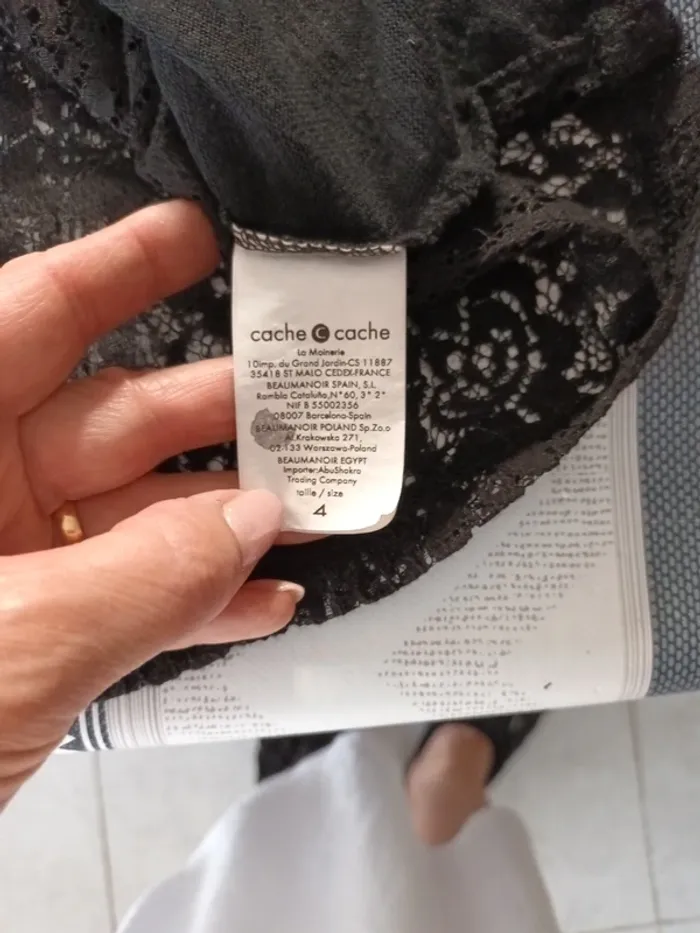 cache c cache
La Moinerie
10imp. du Grand Jardin-CS 11887
35418 ST MALO CEDEX-FRANCE
BEAUMANOIR SPAIN, S.L.
Rambla Cataluña,N°60, 3° 2°
NIF B 55002356
08007 Barcelona-Spain
BEAUMANOIR POLAND Sp.Zo.o
Al.Krakowska 271,
02-133 Warszawa-Poland
BEAUMANOIR EGYPT
Importer:AbuShakra
Trading Company
taille / size
4